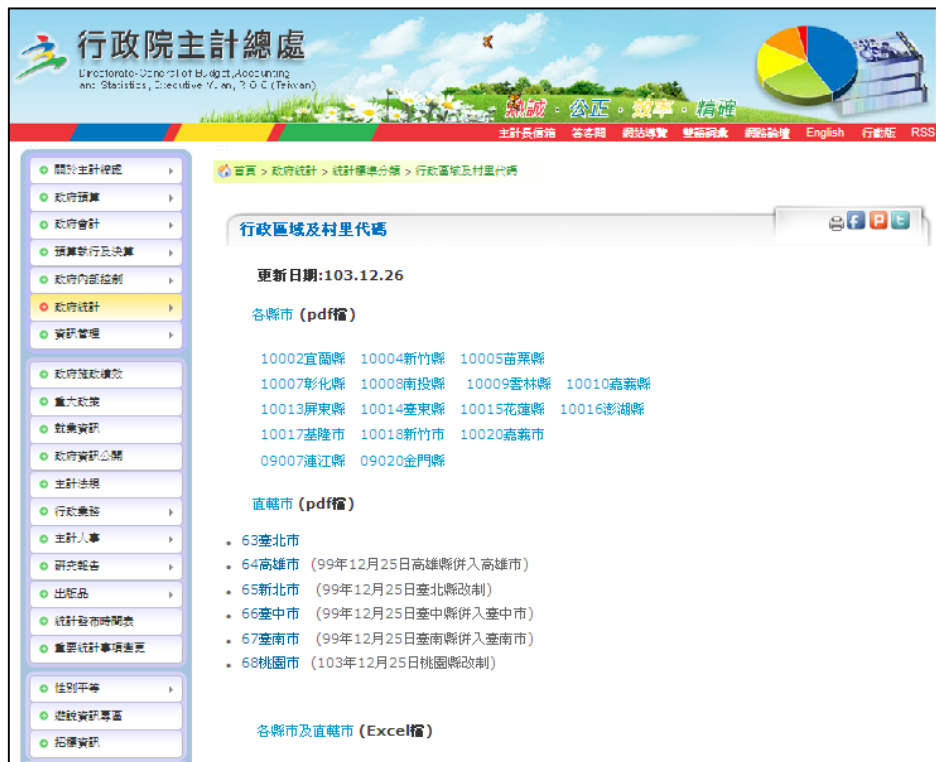 行政院主計總處
Directorate-General of Budget, Accounting
and Statistics, Executive Yuan, R.O.C.(Taiwan)
熱誠 · 公正 · 效率 · 精確
主計長信箱 答客問 網站導覽 雙語詞彙 網路論壇 English 行動版 RSS
首頁 > 政府統計 > 統計標準分類 > 行政區域及村里代碼
關於主計總處
政府預算
政府會計
預算執行及決算
政府內部控制
政府統計
資訊管理
政府施政績效
重大政策
就業資訊
政府資訊公開
主計法規
行政業務
主計人事
研究報告
出版品
統計發布時間表
重要統計事項變更
性別平等
遊說資訊專區
招標資訊
行政區域及村里代碼
更新日期:103.12.26
各縣市 (pdf檔)
10002宜蘭縣 10004新竹縣 10005苗栗縣
10007彰化縣 10008南投縣 10009雲林縣 10010嘉義縣
10013屏東縣 10014臺東縣 10015花蓮縣 10016澎湖縣
10017基隆市 10018新竹市 10020嘉義市
09007連江縣 09020金門縣
直轄市 (pdf檔)
63臺北市
64高雄市 (99年12月25日高雄縣併入高雄市)
65新北市 (99年12月25日臺北縣改制)
66臺中市 (99年12月25日臺中縣併入臺中市)
67臺南市 (99年12月25日臺南縣併入臺南市)
68桃園市 (103年12月25日桃園縣改制)
各縣市及直轄市 (Excel檔)